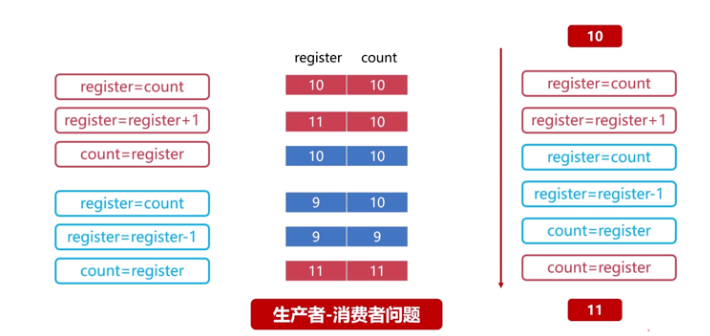 10
register count
register=count 10 10 register=count
register=register+1 11 10 register=register+1
count=register 10 10 register=count
register=count 9 10 register=register-1
register=register-1 9 9 count=register
count=register 11 11 count=register
生产者-消费者问题 11